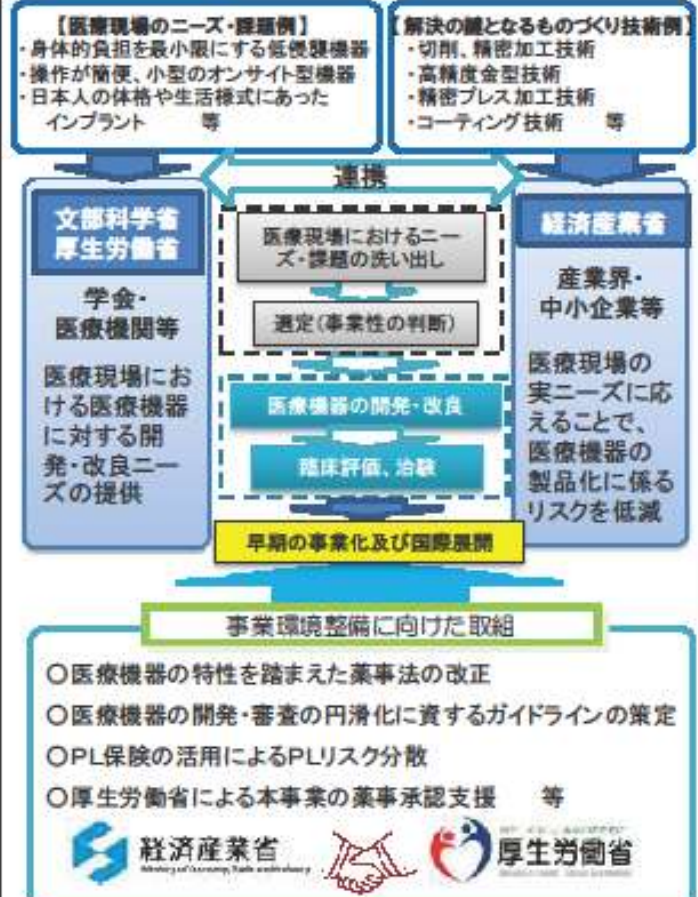 【医療現場のニーズ・課題例】
・身体的負担を最小限にする低侵襲機器
・操作が簡便、小型のオンサイト型機器
・日本人の体格や生活様式にあった
インプラント　等
【解決の鍵となるものづくり技術例】
・切削、精密加工技術
・高精度金型技術
・精密プレス加工技術
・コーティング技術　等
連携
文部科学省
厚生労働省
学会・
医療機関等
医療現場にお
ける医療機器
に対する開
発・改良ニー
ズの提供
医療現場におけるニー
ズ・課題の洗い出し
選定(事業性の判断)
医療機器の開発・改良
臨床評価、治験
早期の事業化及び国際展開
経済産業省
産業界・
中小企業等
医療現場の
実ニーズに応
えることで、
医療機器の
製品化に係る
リスクを低減
事業環境整備に向けた取組
○医療機器の特性を踏まえた薬事法の改正
○医療機器の開発・審査の円滑化に資するガイドラインの策定
○PL保険の活用によるPLリスク分散
○厚生労働省による本事業の薬事承認支援　等
経済産業省
Ministry of Economy, Trade and Industry
厚生労働省